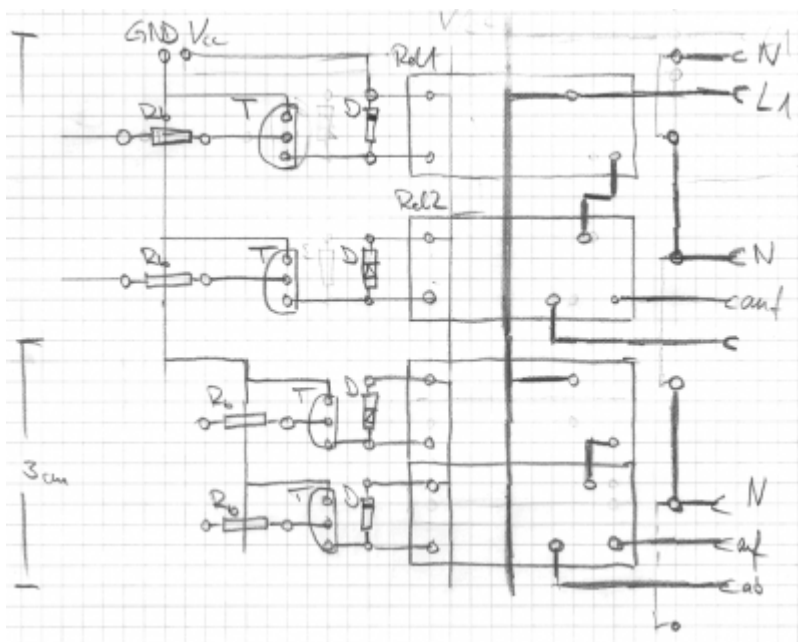 GND Vcc
Rel1
N
L1
Rb T D
Rel2
Rb T D
N
auf
Rb T D
3cm
Rb T D
N
auf
ab